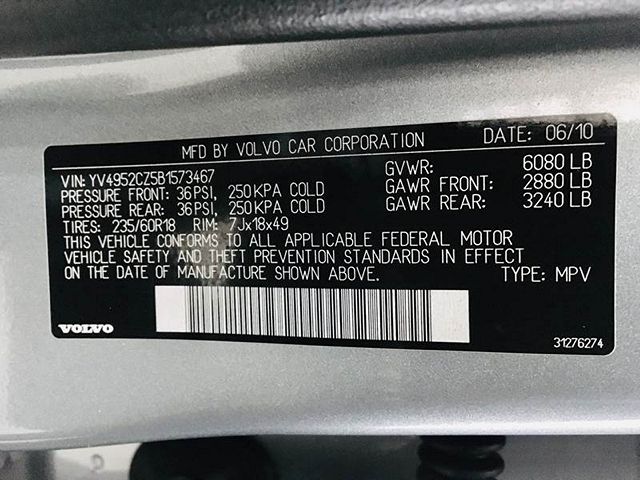 MFD BY VOLVO CAR CORPORATION DATE: 06/10
VIN: YV4952CZ5B1573467 GVWR: 6080 LB
PRESSURE FRONT: 36PSI, 250KPA COLD GAWR FRONT: 2880 LB
PRESSURE REAR: 36PSI, 250KPA COLD GAWR REAR: 3240 LB
TIRES: 235/60R18 RIM: 7Jx18x49
THIS VEHICLE CONFORMS TO ALL APPLICABLE FEDERAL MOTOR
VEHICLE SAFETY AND THEFT PREVENTION STANDARDS IN EFFECT
ON THE DATE OF MANUFACTURE SHOWN ABOVE. TYPE: MPV
VOLVO 31276274